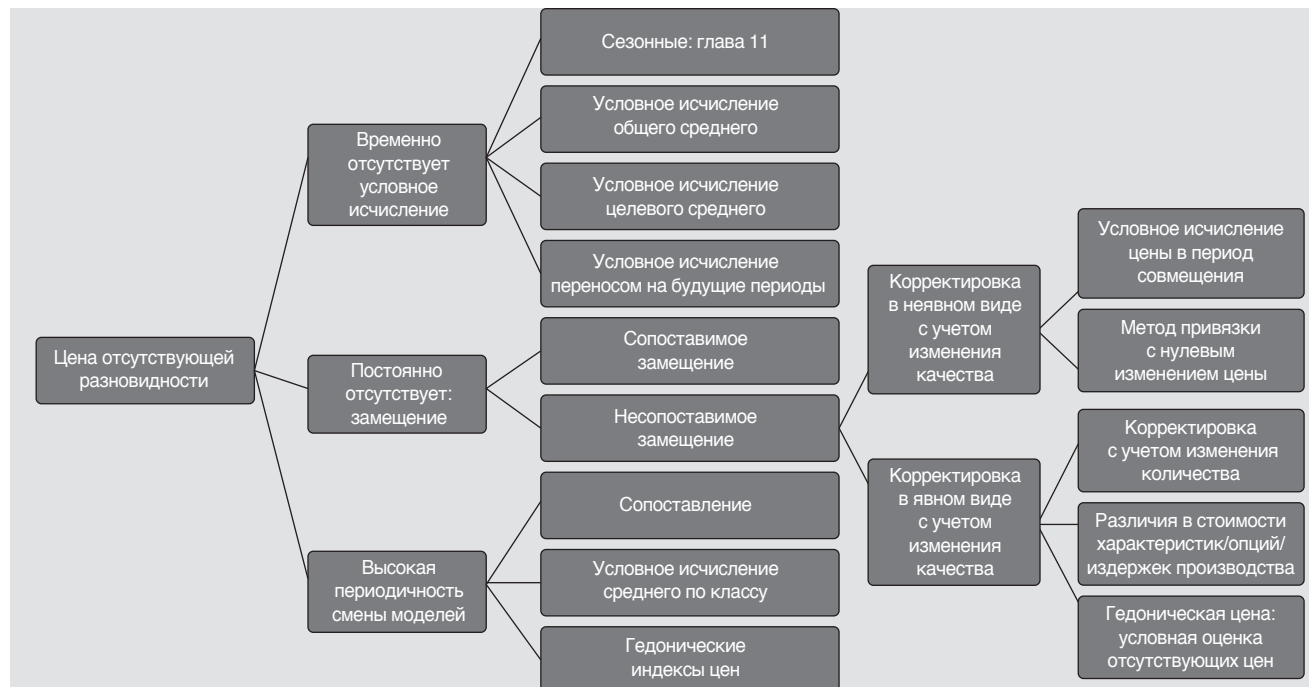 Цена отсутствующей
разновидности
Временно
отсутствует
условное
исчисление
Сезонные: глава 11
Условное исчисление
общего среднего
Условное исчисление
целевого среднего
Условное исчисление
переносом на будущие периоды
Постоянно
отсутствует:
замещение
Сопоставимое
замещение
Несопоставимое
замещение
Корректировка
в неявном виде
с учетом
изменения
качества
Условное исчисление
цены в период
совмещения
Метод привязки
с нулевым
изменением цены
Корректировка
в явном виде
с учетом
изменения
качества
Корректировка
с учетом изменения
количества
Различия в стоимости
характеристик/опций/
издержек производства
Гедоническая цена:
условная оценка
отсутствующих цен
Высокая
периодичность
смены моделей
Сопоставление
Условное исчисление
среднего по классу
Гедонические
индексы цен